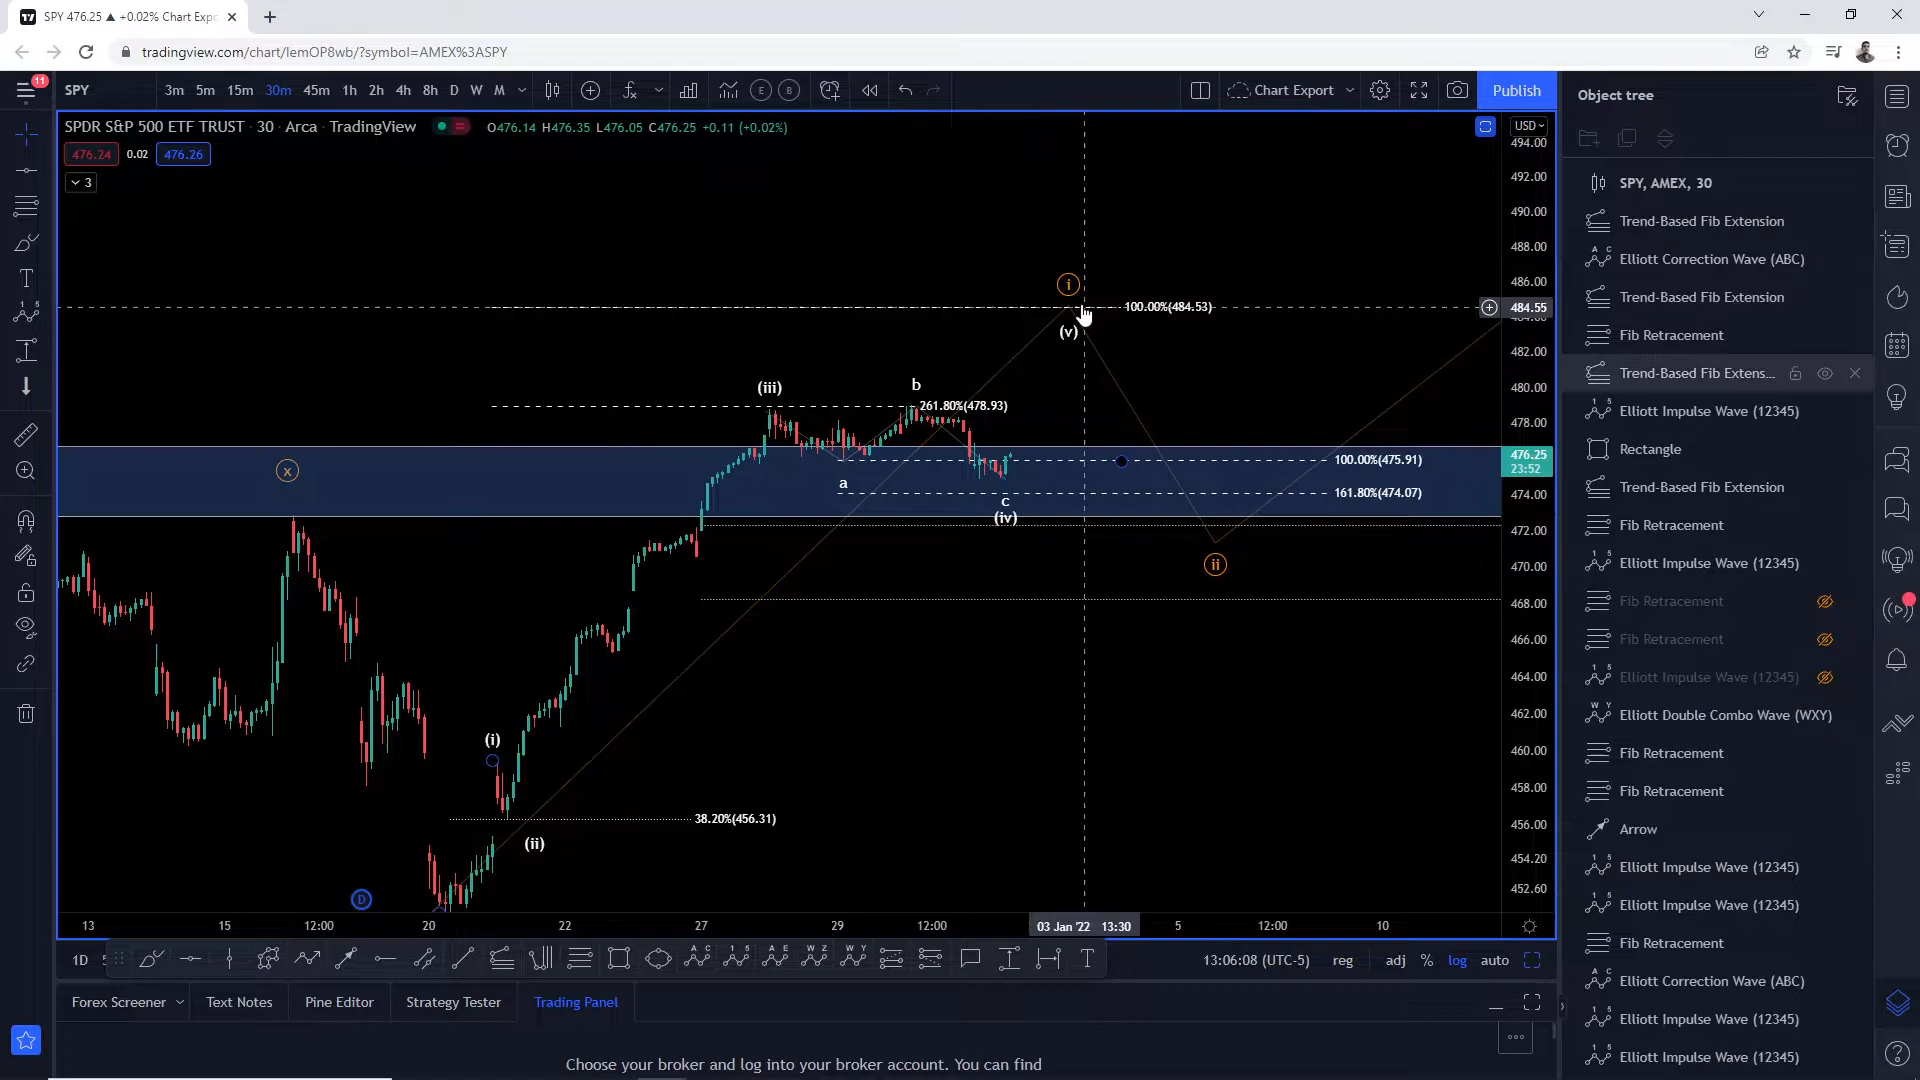 SPY 476.25 ▲ +0.02% Chart Expo
tradingview.com/chart/lemOP8wb/?symbol=AMEX%3ASPY
11
SPY 3m 5m 15m 30m 45m 1h 2h 4h 8h D W M E B Chart Export Publish
Object tree
SPDR S&P 500 ETF TRUST · 30 · Arca · TradingView O476.14 H476.35 L476.05 C476.25 +0.11 (+0.02%)
USD
476.24 0.02 476.26
3
494.00
492.00
490.00
488.00
486.00
484.55
482.00
480.00
478.00
476.25
23:52
474.00
472.00
470.00
468.00
466.00
464.00
462.00
460.00
458.00
456.00
454.20
452.60
i
100.00%(484.53)
(v)
(iii)
b
261.80%(478.93)
x
100.00%(475.91)
a
161.80%(474.07)
c
(iv)
ii
(i)
38.20%(456.31)
(ii)
D
13 15 12:00 20 22 27 29 12:00 03 Jan '22 13:30 5 12:00 10
SPY, AMEX, 30
Trend-Based Fib Extension
Elliott Correction Wave (ABC)
Trend-Based Fib Extension
Fib Retracement
Trend-Based Fib Extens...
Elliott Impulse Wave (12345)
Rectangle
Trend-Based Fib Extension
Fib Retracement
Elliott Impulse Wave (12345)
Fib Retracement
Fib Retracement
Elliott Impulse Wave (12345)
Elliott Double Combo Wave (WXY)
Fib Retracement
Fib Retracement
Arrow
Elliott Impulse Wave (12345)
Elliott Impulse Wave (12345)
Fib Retracement
Elliott Correction Wave (ABC)
Elliott Impulse Wave (12345)
Elliott Impulse Wave (12345)
1D 13:06:08 (UTC-5) reg adj % log auto
Forex Screener Text Notes Pine Editor Strategy Tester Trading Panel
Choose your broker and log into your broker account. You can find